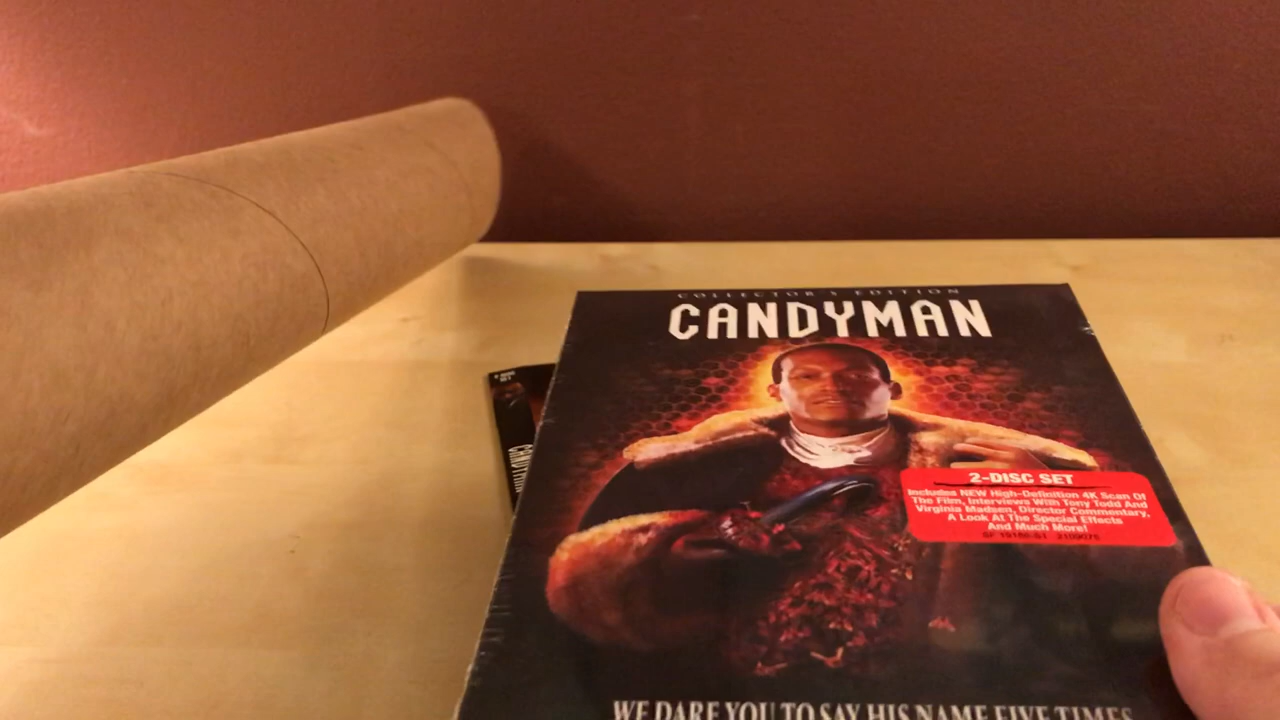 COLLECTOR'S EDITION
CANDYMAN
2-DISC SET
Includes NEW High-Definition 4K Scan Of
The Film, Interviews With Tony Todd And
Virginia Madsen, Director Commentary,
A Look At The Special Effects
And Much More!
WE DARE YOU TO SAY HIS NAME FIVE TIMES